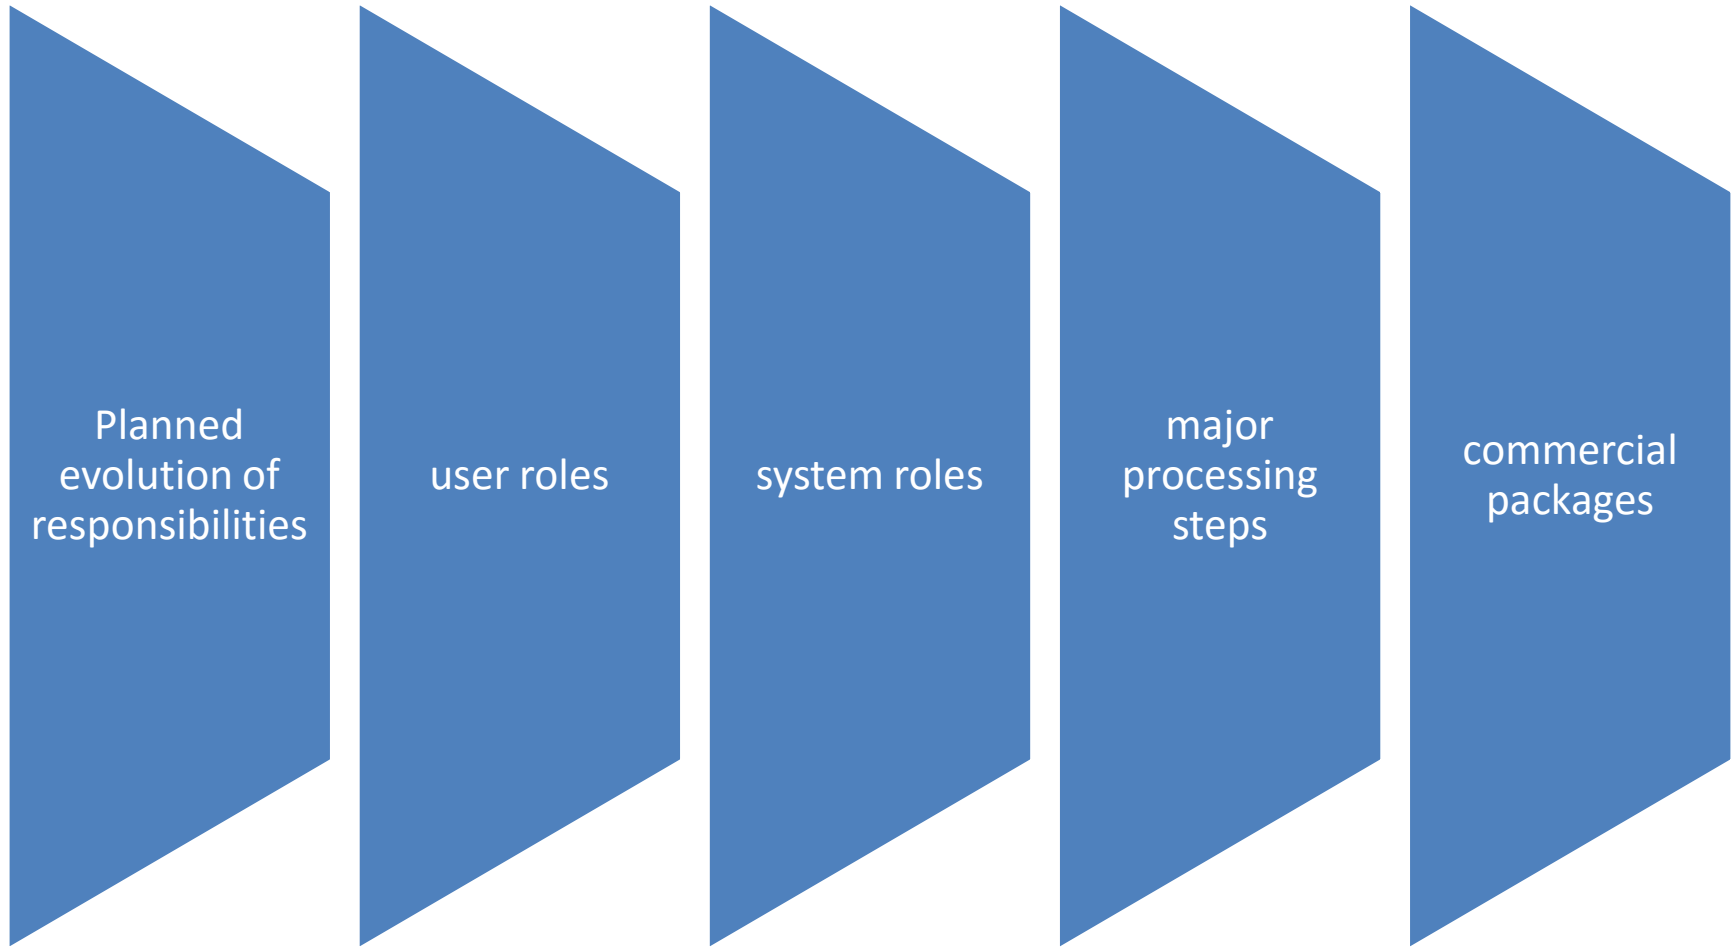 Planned
evolution of
responsibilities
user roles
system roles
major
processing
steps
commercial
packages